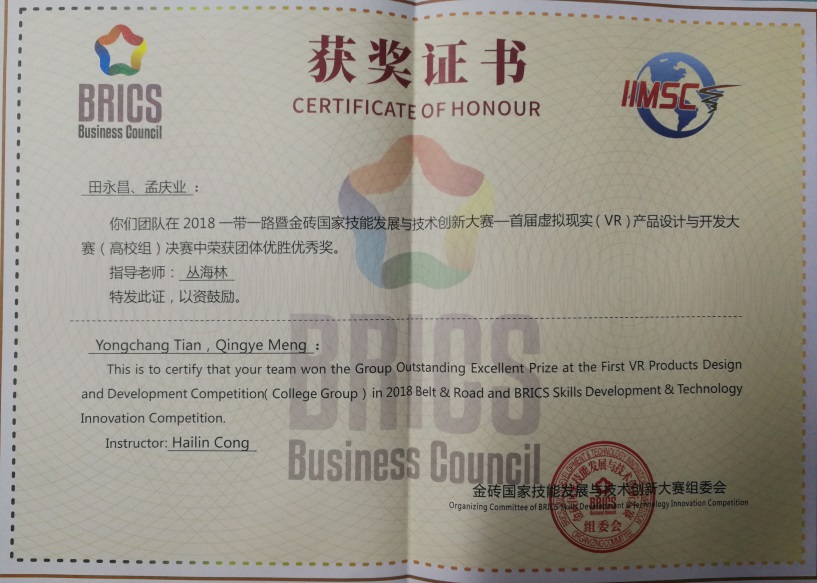 BRICS
Business Council
获奖证书
CERTIFICATE OF HONOUR
IIMSC
田永昌、孟庆业：
你们团队在 2018 一带一路暨金砖国家技能发展与技术创新大赛—首届虚拟现实（VR）产品设计与开发大
赛（高校组）决赛中荣获团体优胜优秀奖。
指导老师： 丛海林
特发此证，以资鼓励。
Yongchang Tian , Qingye Meng :
This is to certify that your team won the Group Outstanding Excellent Prize at the First VR Products Design
and Development Competition( College Group ) in 2018 Belt & Road and BRICS Skills Development & Technology
Innovation Competition.
Instructor: Hailin Cong
BRICS
Business Council
金砖国家技能发展与技术创新大赛组委会
Organizing Committee of BRICS Skills Development & Technology Innovation Competition
BRICS
组委会